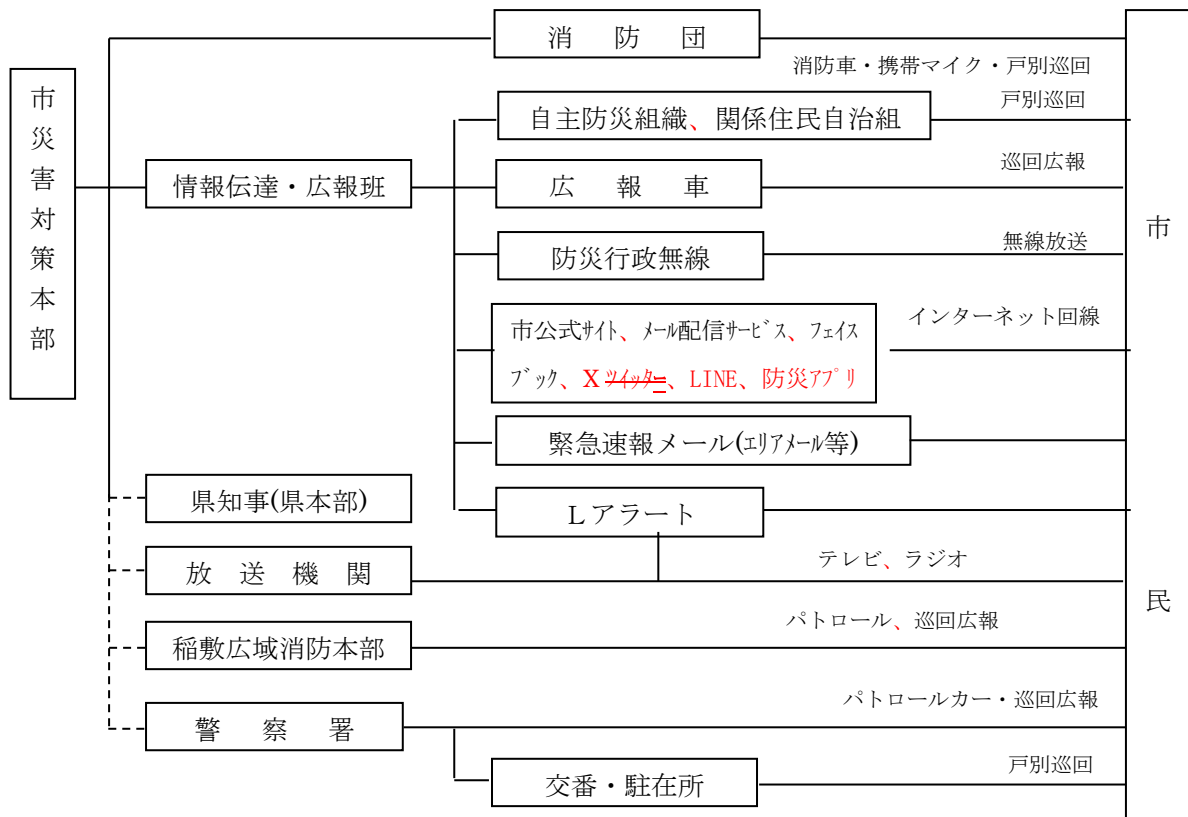 消防団
消防車・携帯マイク・戸別巡回
市災害対策本部
自主防災組織、関係住民自治組
戸別巡回
情報伝達・広報班
広報車
巡回広報
防災行政無線
無線放送
市公式サイト、メール配信サービス、フェイス
ブック、X ツイッター、LINE、防災アプリ
インターネット回線
緊急速報メール(エリアメール等)
県知事(県本部)
Lアラート
放送機関
テレビ、ラジオ
稲敷広域消防本部
パトロール、巡回広報
警察署
パトロールカー・巡回広報
交番・駐在所
戸別巡回
市民